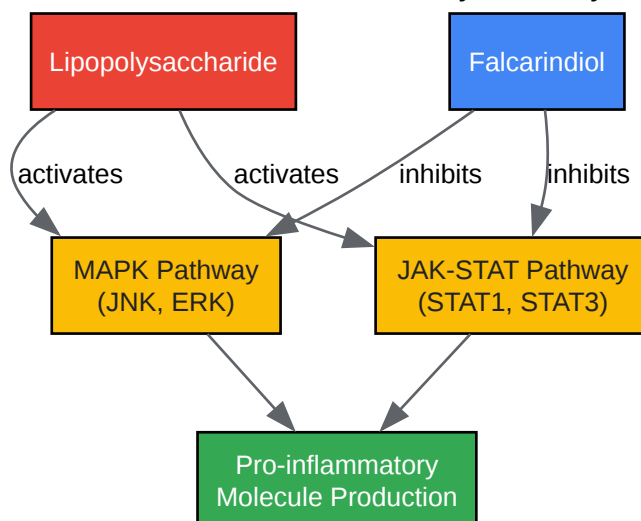 Lipopolysaccharide
Falcarindiol
activates
activates
inhibits
inhibits
MAPK Pathway
(JNK, ERK)
JAK-STAT Pathway
(STAT1, STAT3)
Pro-inflammatory
Molecule Production